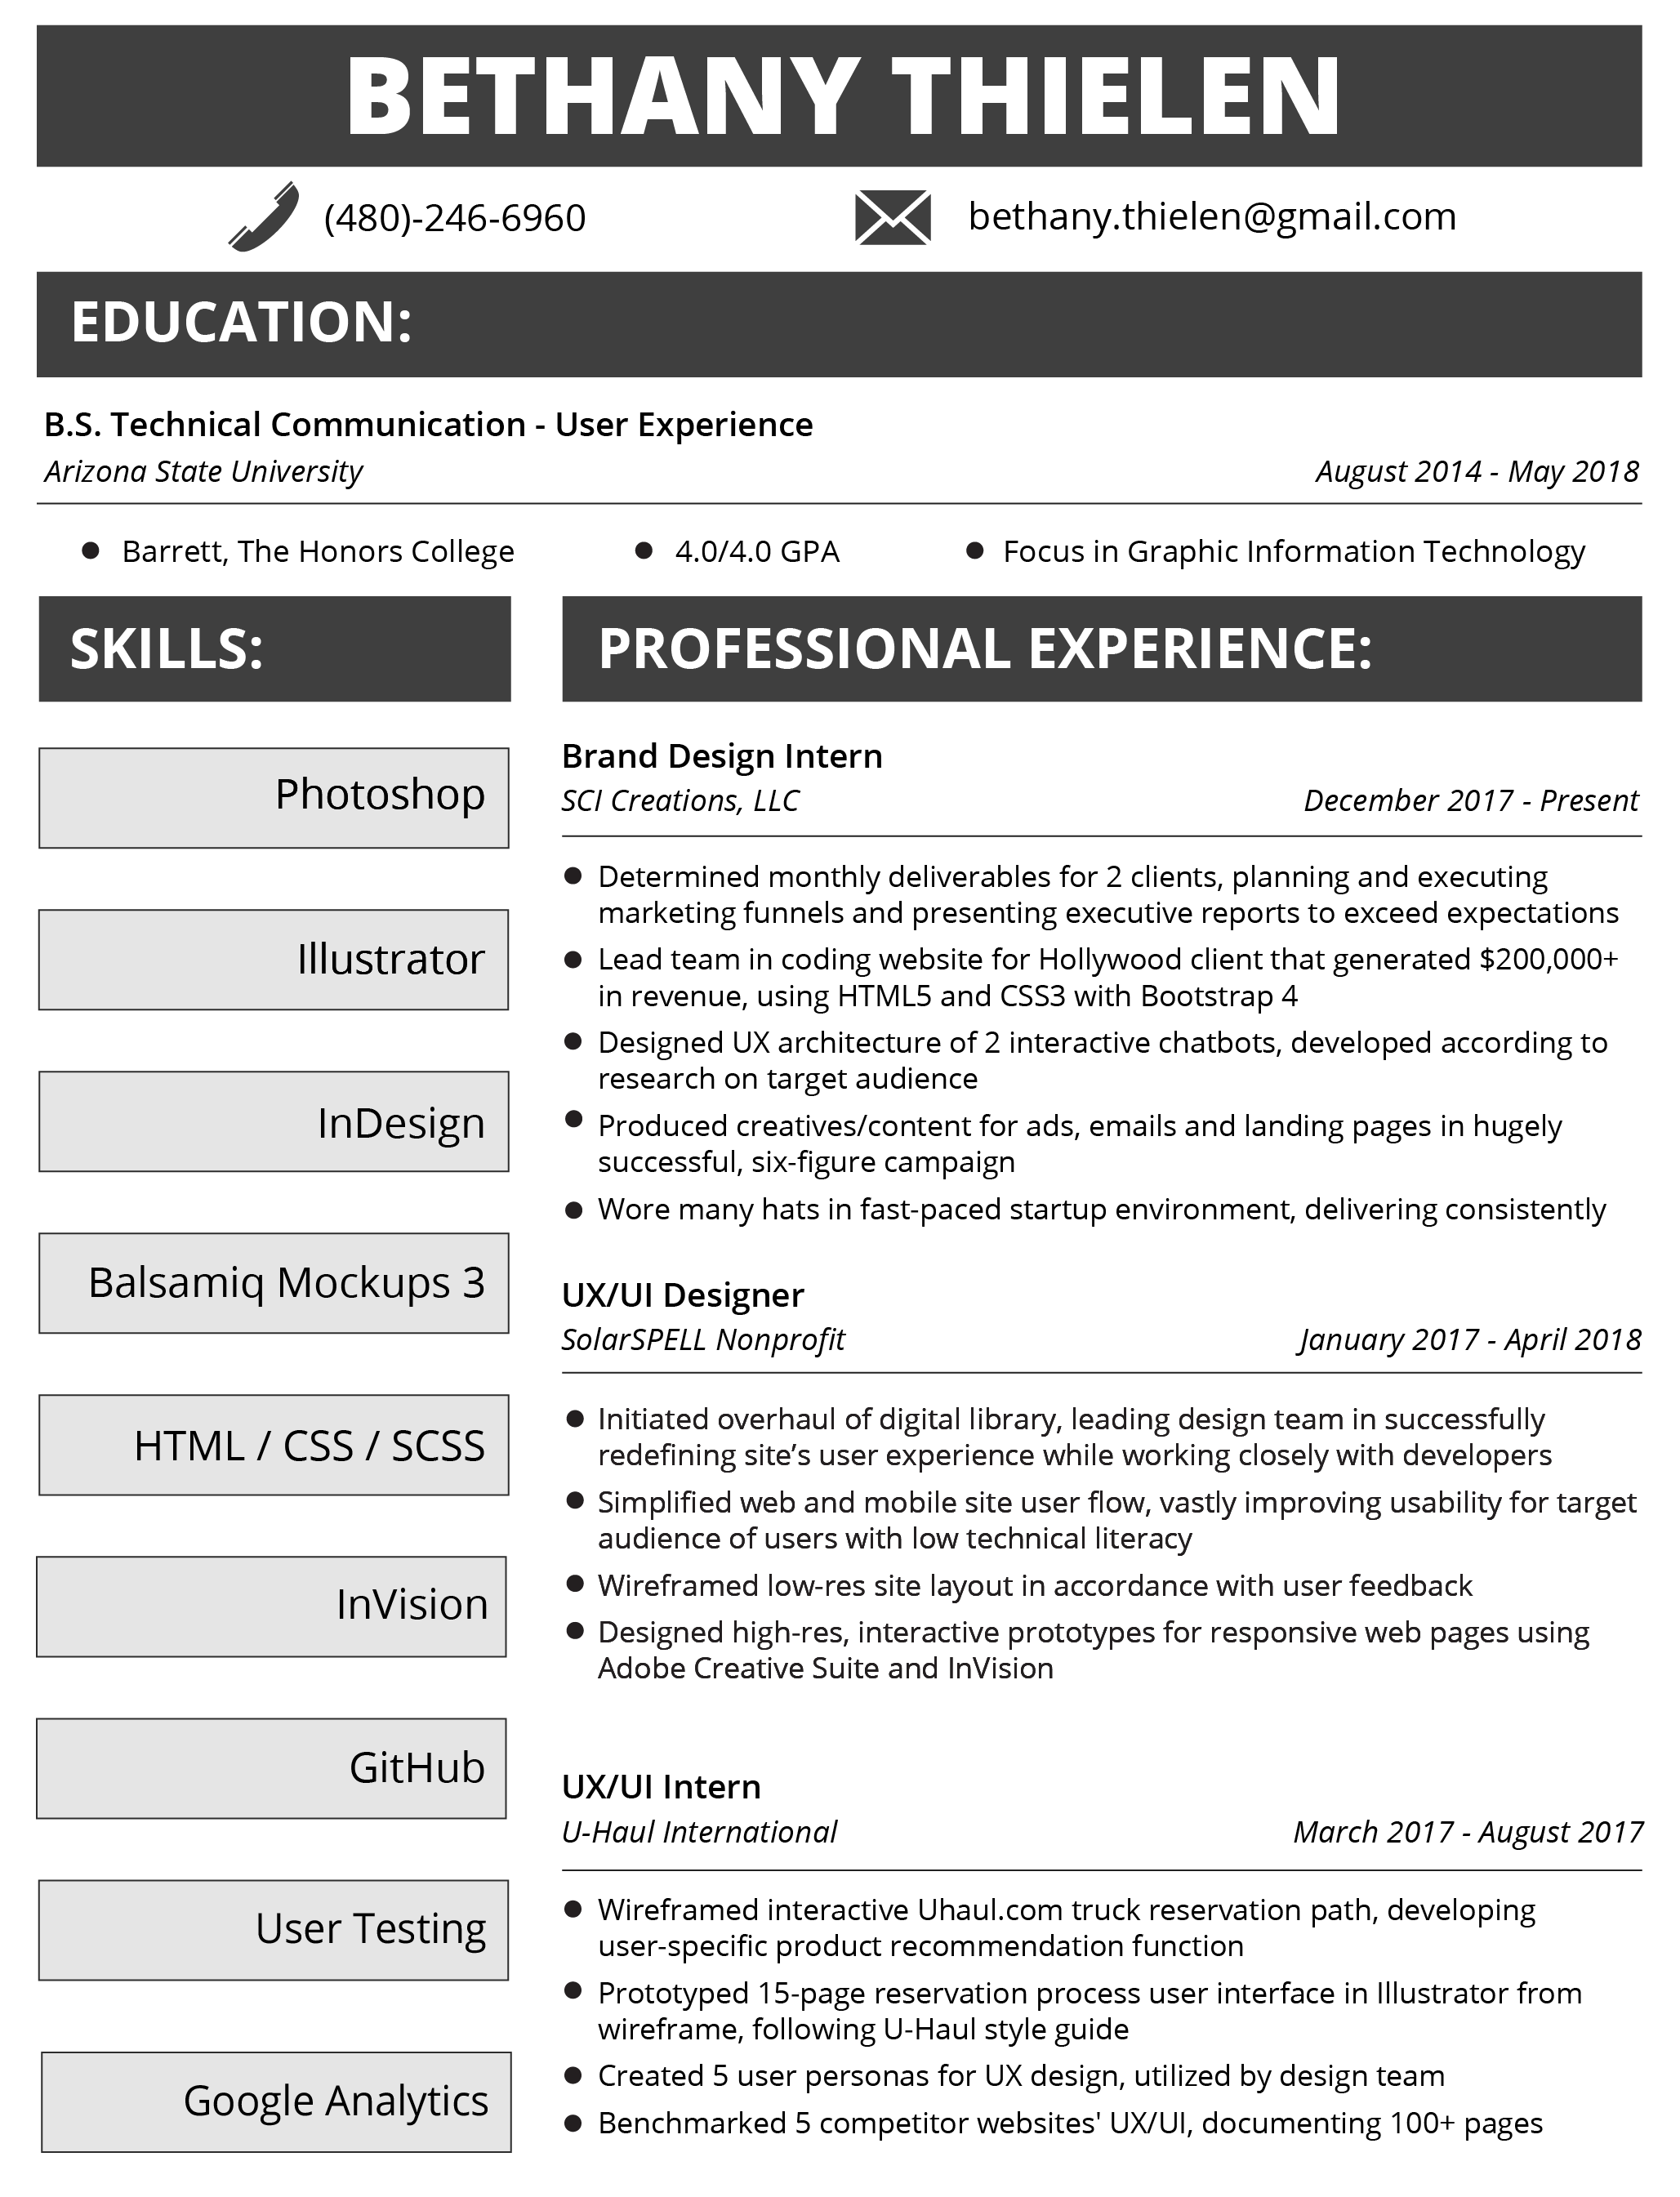 BETHANY THIELEN
(480)-246-6960
bethany.thielen@gmail.com
EDUCATION:
B.S. Technical Communication - User Experience
Arizona State University
August 2014 - May 2018
● Barrett, The Honors College
● 4.0/4.0 GPA
● Focus in Graphic Information Technology
SKILLS:
Photoshop
Illustrator
InDesign
Balsamiq Mockups 3
HTML / CSS / SCSS
InVision
GitHub
User Testing
Google Analytics
PROFESSIONAL EXPERIENCE:
Brand Design Intern
SCI Creations, LLC
December 2017 - Present
● Determined monthly deliverables for 2 clients, planning and executing
marketing funnels and presenting executive reports to exceed expectations
● Lead team in coding website for Hollywood client that generated $200,000+
in revenue, using HTML5 and CSS3 with Bootstrap 4
● Designed UX architecture of 2 interactive chatbots, developed according to
research on target audience
● Produced creatives/content for ads, emails and landing pages in hugely
successful, six-figure campaign
● Wore many hats in fast-paced startup environment, delivering consistently
UX/UI Designer
SolarSPELL Nonprofit
January 2017 - April 2018
● Initiated overhaul of digital library, leading design team in successfully
redefining site’s user experience while working closely with developers
● Simplified web and mobile site user flow, vastly improving usability for target
audience of users with low technical literacy
● Wireframed low-res site layout in accordance with user feedback
● Designed high-res, interactive prototypes for responsive web pages using
Adobe Creative Suite and InVision
UX/UI Intern
U-Haul International
March 2017 - August 2017
● Wireframed interactive Uhaul.com truck reservation path, developing
user-specific product recommendation function
● Prototyped 15-page reservation process user interface in Illustrator from
wireframe, following U-Haul style guide
● Created 5 user personas for UX design, utilized by design team
● Benchmarked 5 competitor websites' UX/UI, documenting 100+ pages